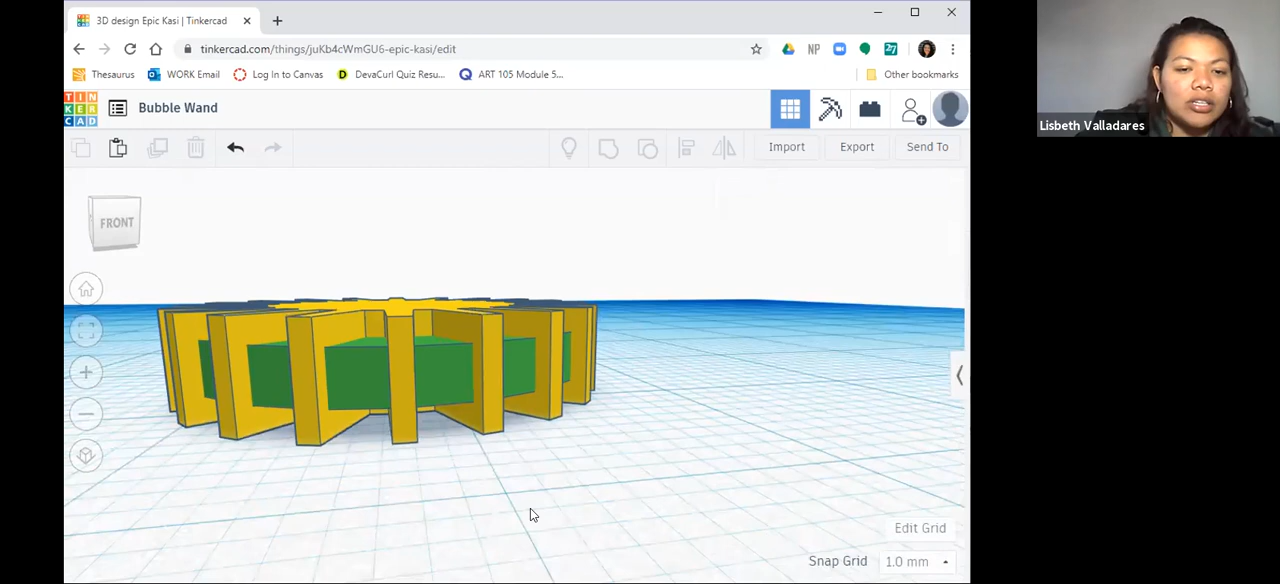 3D design Epic Kasi | Tinkercad
tinkercad.com/things/juKb4cWmGU6-epic-kasi/edit
NP
27
Thesaurus
WORK Email
Log In to Canvas
D
DevaCurl Quiz Resu...
Q
ART 105 Module 5...
Other bookmarks
TIN
KER
CAD
Bubble Wand
Import
Export
Send To
FRONT
Edit Grid
Snap Grid
1.0 mm
Lisbeth Valladares